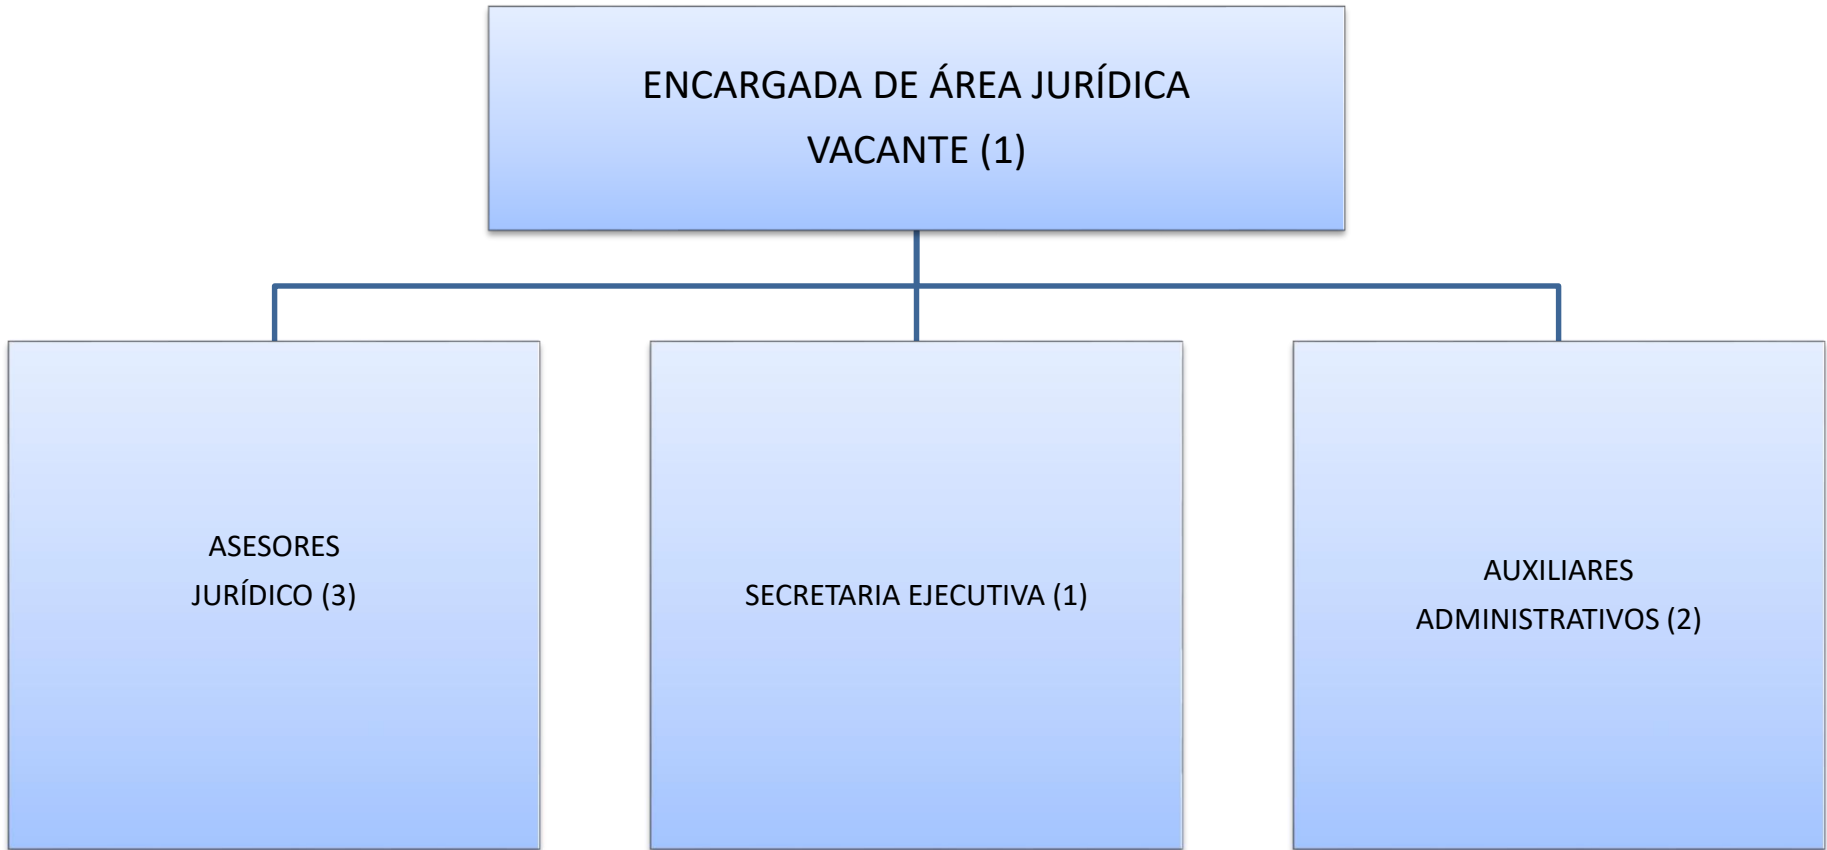 ENCARGADA DE ÁREA JURÍDICA
VACANTE (1)
ASESORES
JURÍDICO (3)
SECRETARIA EJECUTIVA (1)
AUXILIARES
ADMINISTRATIVOS (2)